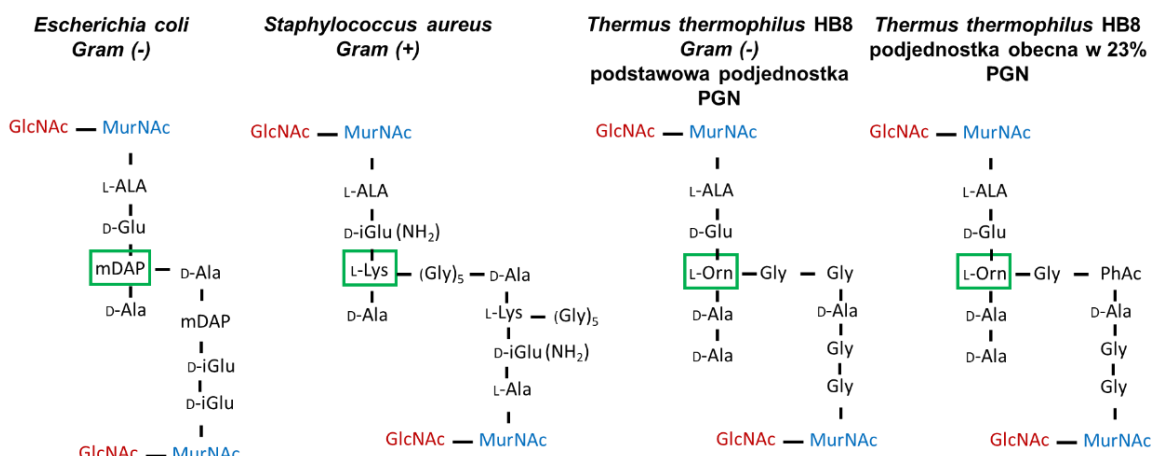 Escherichia coli
Gram (-)
Staphylococcus aureus
Gram (+)
Thermus thermophilus HB8
Gram (-)
podstawowa podjednostka
PGN
Thermus thermophilus HB8
podjednostka obecna w 23%
PGN
GlcNAc — MurNAc
L-ALA
D-Glu
mDAP — D-Ala
D-Ala
mDAP
D-iGlu
D-iGlu
GlcNAc — MurNAc
GlcNAc — MurNAc
L-ALA
D-iGlu(NH₂)
L-Lys — (Gly)₅ — D-Ala
D-Ala
L-Lys — (Gly)₅
D-iGlu(NH₂)
L-Ala
GlcNAc — MurNAc
GlcNAc — MurNAc
L-ALA
D-Glu
L-Orn — Gly — Gly
D-Ala
D-Ala
D-Ala
Gly
Gly
GlcNAc — MurNAc
GlcNAc — MurNAc
L-ALA
D-Glu
L-Orn — Gly — PhAc
D-Ala
D-Ala
D-Ala
Gly
Gly
GlcNAc — MurNAc